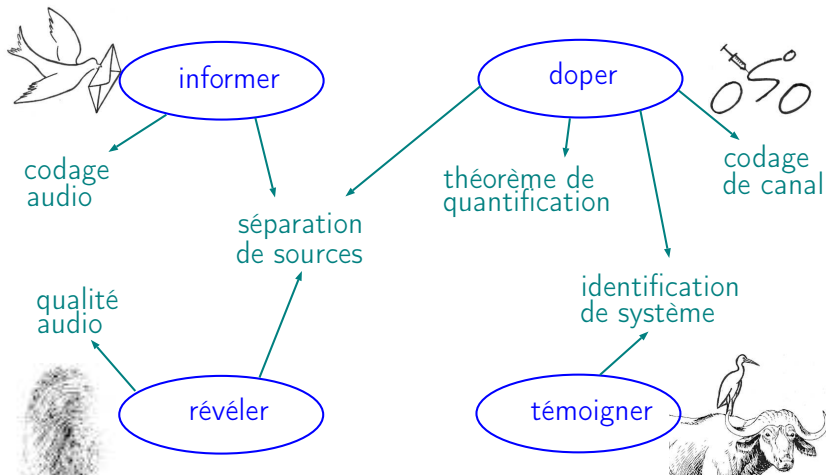 informer
doper
codage
audio
théorème de
quantification
codage
de canal
séparation
de sources
qualité
audio
identification
de système
révéler
témoigner